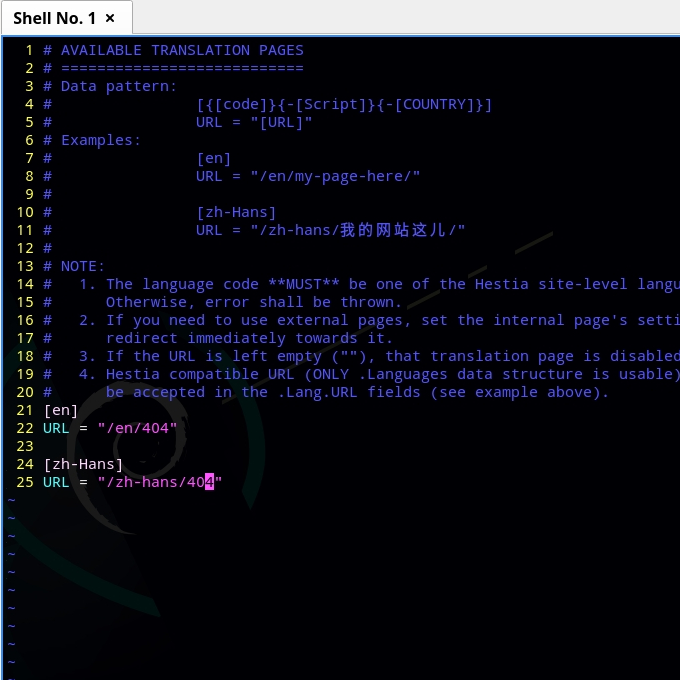 Shell No. 1 ×
1 # AVAILABLE TRANSLATION PAGES
2 # ===========================
3 # Data pattern:
4 #                [{[code]}{-[Script]}{-[COUNTRY]}]
5 #                URL = "[URL]"
6 # Examples:
7 #                [en]
8 #                URL = "/en/my-page-here/"
9 #
10 #                [zh-Hans]
11 #                URL = "/zh-hans/我的网站这儿/"
12 #
13 # NOTE:
14 #   1. The language code **MUST** be one of the Hestia site-level langu
15 #      Otherwise, error shall be thrown.
16 #   2. If you need to use external pages, set the internal page's setti
17 #      redirect immediately towards it.
18 #   3. If the URL is left empty (""), that translation page is disabled
19 #   4. Hestia compatible URL (ONLY .Languages data structure is usable)
20 #      be accepted in the .Lang.URL fields (see example above).
21 [en]
22 URL = "/en/404"
23
24 [zh-Hans]
25 URL = "/zh-hans/404"
~
~
~
~
~
~
~
~
~
~
~